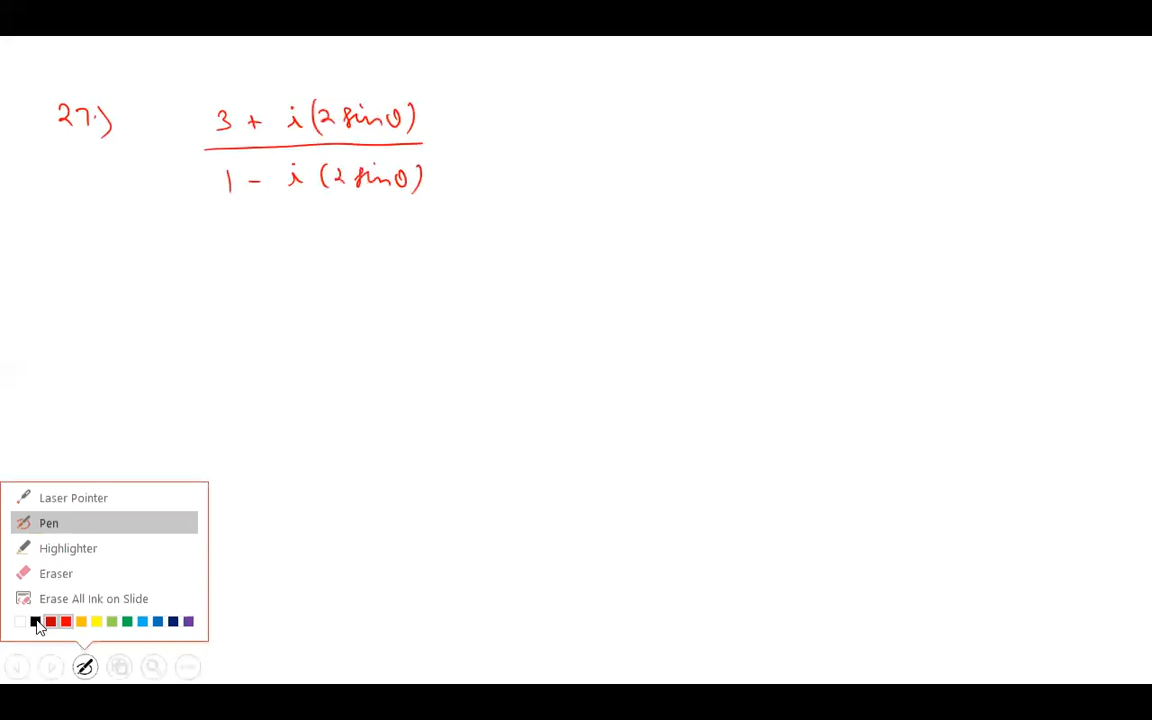 27.)
3 + i(2 sinθ)
1 - i (2 sinθ)
Laser Pointer
Pen
Highlighter
Eraser
Erase All Ink on Slide